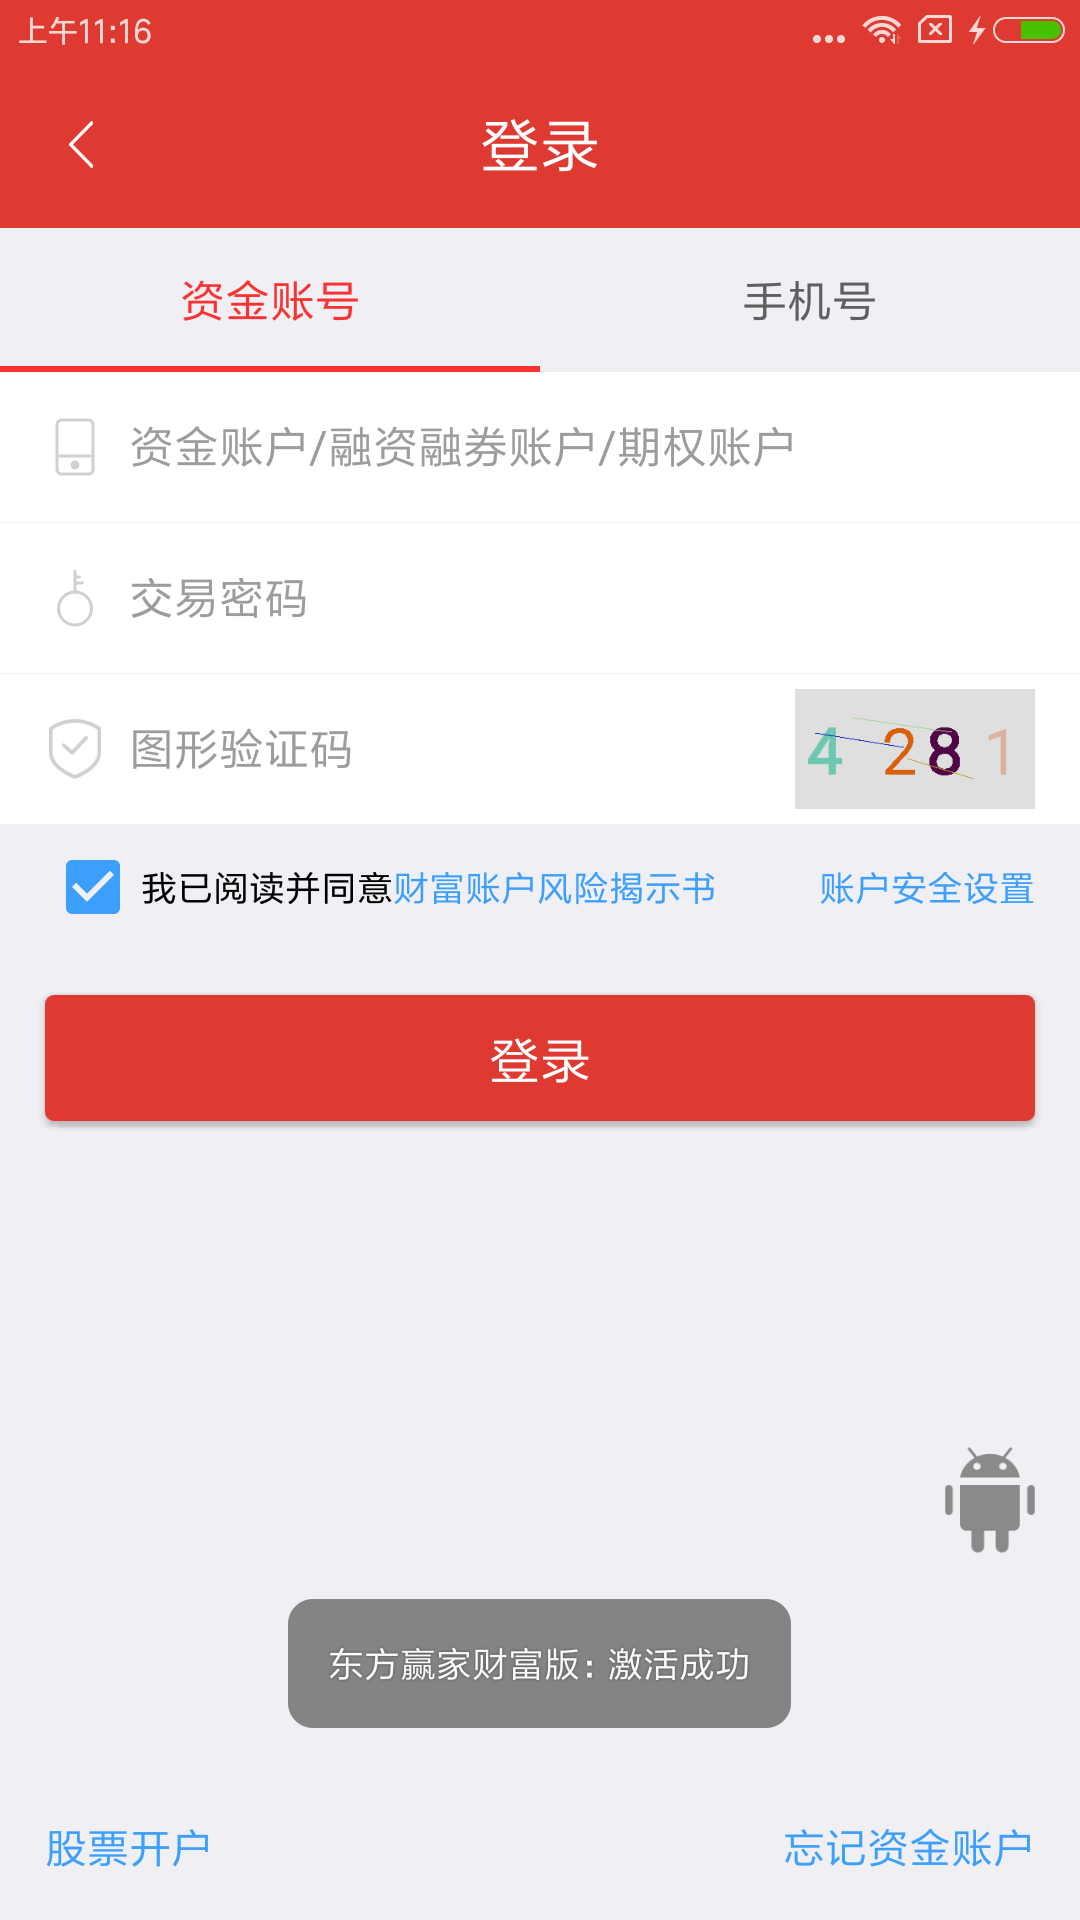 上午11:16
登录
资金账号
手机号
资金账户/融资融券账户/期权账户
交易密码
图形验证码
4 2 8 1
我已阅读并同意财富账户风险揭示书
账户安全设置
登录
东方赢家财富版：激活成功
股票开户
忘记资金账户